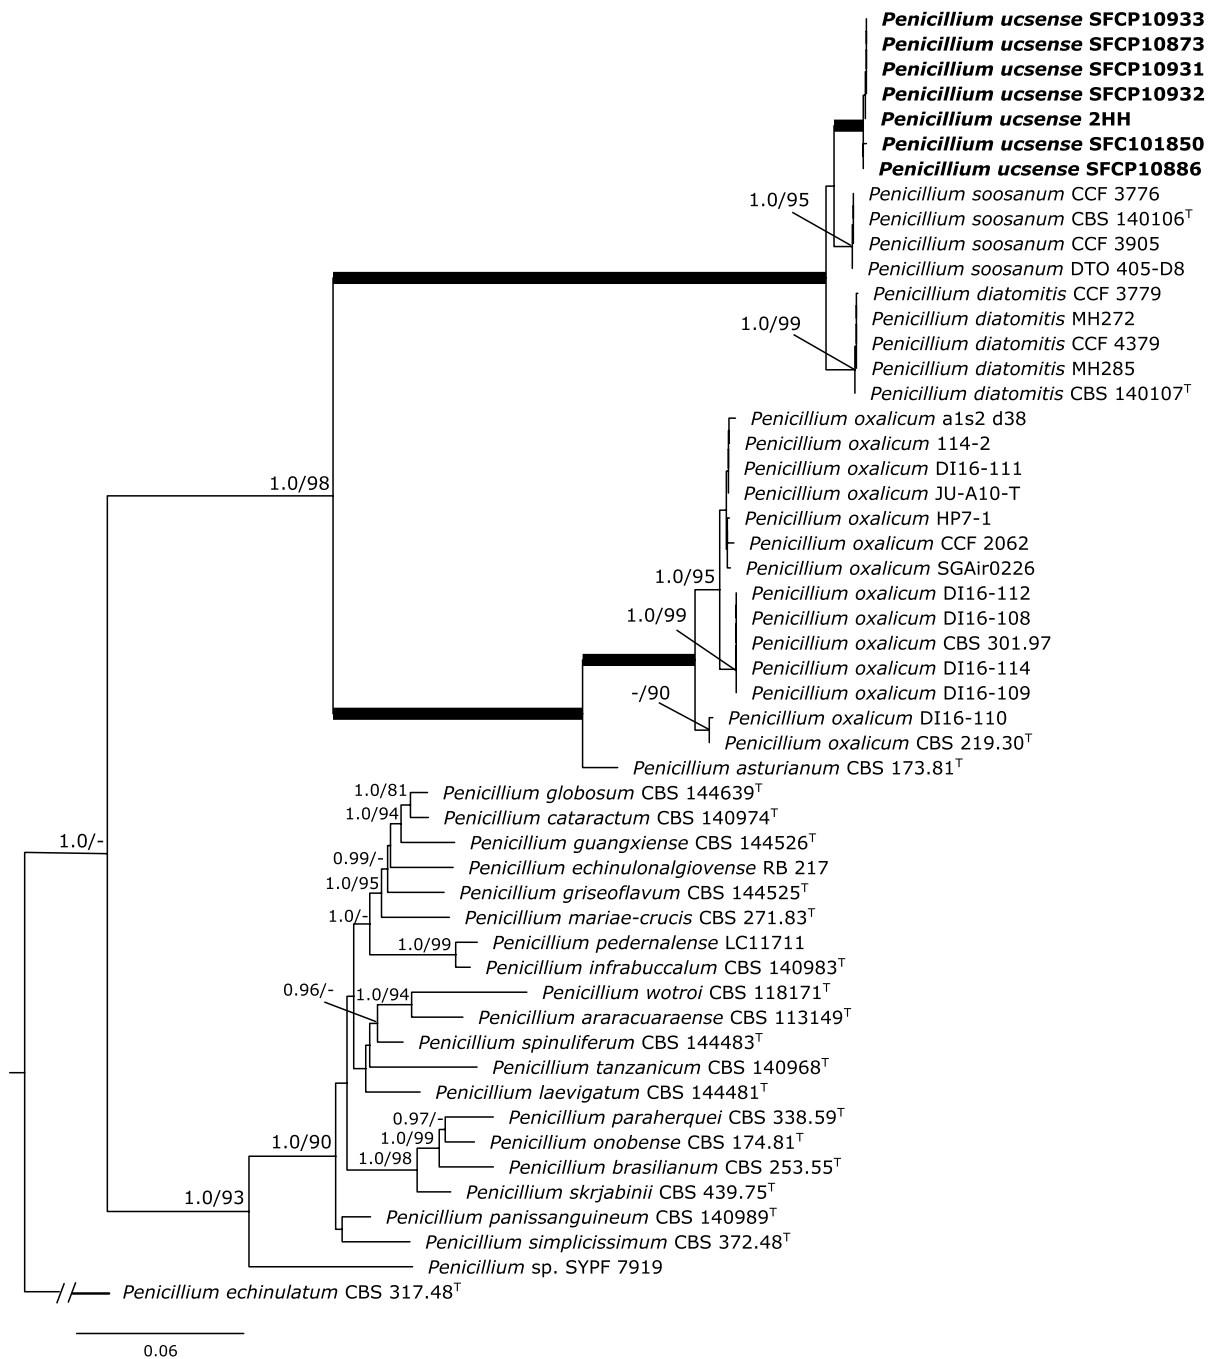 Penicillium ucsense SFCP10933
Penicillium ucsense SFCP10873
Penicillium ucsense SFCP10931
Penicillium ucsense SFCP10932
Penicillium ucsense 2HH
Penicillium ucsense SFC101850
Penicillium ucsense SFCP10886
Penicillium soosanum CCF 3776
1.0/95
Penicillium soosanum CBS 140106T
Penicillium soosanum CCF 3905
Penicillium soosanum DTO 405-D8
Penicillium diatomitis CCF 3779
1.0/99
Penicillium diatomitis MH272
Penicillium diatomitis CCF 4379
Penicillium diatomitis MH285
Penicillium diatomitis CBS 140107T
Penicillium oxalicum a1s2_d38
Penicillium oxalicum 114-2
Penicillium oxalicum DI16-111
1.0/98
Penicillium oxalicum JU-A10-T
Penicillium oxalicum HP7-1
Penicillium oxalicum CCF 2062
Penicillium oxalicum SGAir0226
1.0/95
Penicillium oxalicum DI16-112
1.0/99
Penicillium oxalicum DI16-108
Penicillium oxalicum CBS 301.97
Penicillium oxalicum DI16-114
-/90
Penicillium oxalicum DI16-109
Penicillium oxalicum DI16-110
Penicillium oxalicum CBS 219.30T
Penicillium asturianum CBS 173.81T
1.0/81
Penicillium globosum CBS 144639T
1.0/94
Penicillium cataractum CBS 140974T
1.0/-
Penicillium guangxiense CBS 144526T
0.99/-
Penicillium echinulonalgiovense RB 217
1.0/95
Penicillium griseoflavum CBS 144525T
1.0/-
Penicillium mariae-crucis CBS 271.83T
1.0/99
Penicillium pedernalense LC11711
Penicillium infrabuccalum CBS 140983T
0.96/-
1.0/94
Penicillium wotroi CBS 118171T
Penicillium araracuaraense CBS 113149T
Penicillium spinuliferum CBS 144483T
Penicillium tanzanicum CBS 140968T
Penicillium laevigatum CBS 144481T
0.97/-
Penicillium paraherquei CBS 338.59T
1.0/90
1.0/99
Penicillium onobense CBS 174.81T
1.0/98
Penicillium brasilianum CBS 253.55T
1.0/93
Penicillium skrjabinii CBS 439.75T
Penicillium panissanguineum CBS 140989T
Penicillium simplicissimum CBS 372.48T
Penicillium sp. SYPF 7919
Penicillium echinulatum CBS 317.48T
0.06